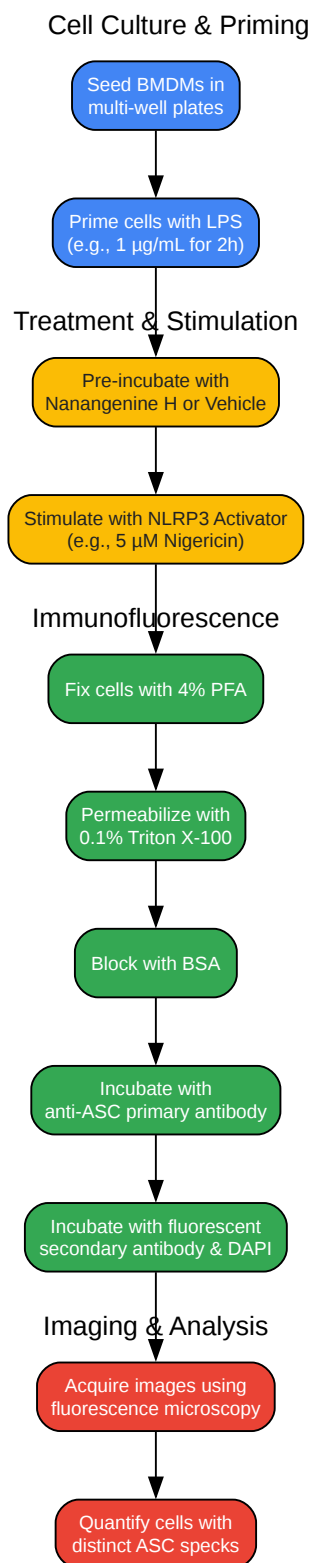 Cell Culture & Priming
Seed BMDMs in
multi-well plates
Prime cells with LPS
(e.g., 1 µg/mL for 2h)
Treatment & Stimulation
Pre-incubate with
Nanangenine H or Vehicle
Stimulate with NLRP3 Activator
(e.g., 5 µM Nigericin)
Immunofluorescence
Fix cells with 4% PFA
Permeabilize with
0.1% Triton X-100
Block with BSA
Incubate with
anti-ASC primary antibody
Incubate with fluorescent
secondary antibody & DAPI
Imaging & Analysis
Acquire images using
fluorescence microscopy
Quantify cells with
distinct ASC specks